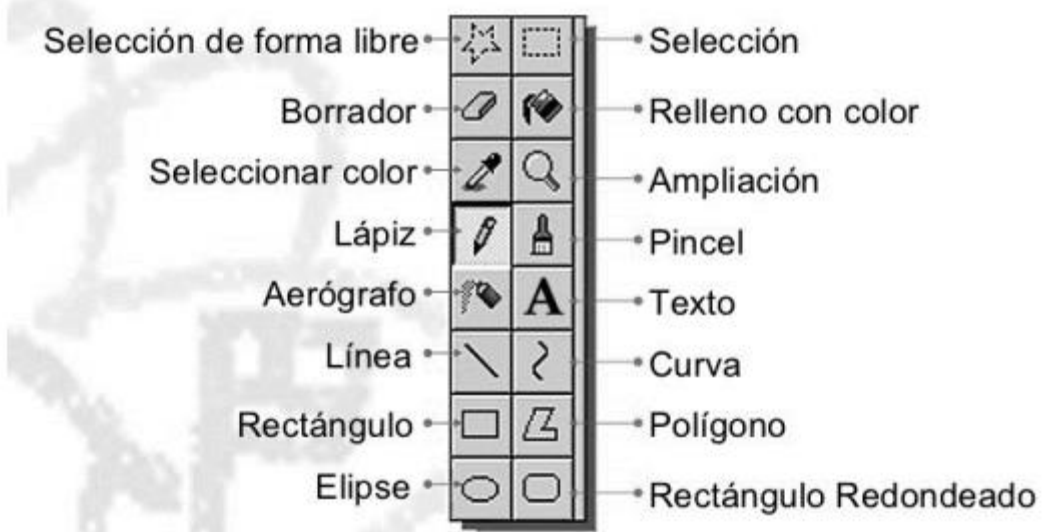 Selección de forma libre
Selección
Borrador
Relleno con color
Seleccionar color
Ampliación
Lápiz
Pincel
Aerógrafo
A
Texto
Línea
Curva
Rectángulo
Polígono
Elipse
Rectángulo Redondeado